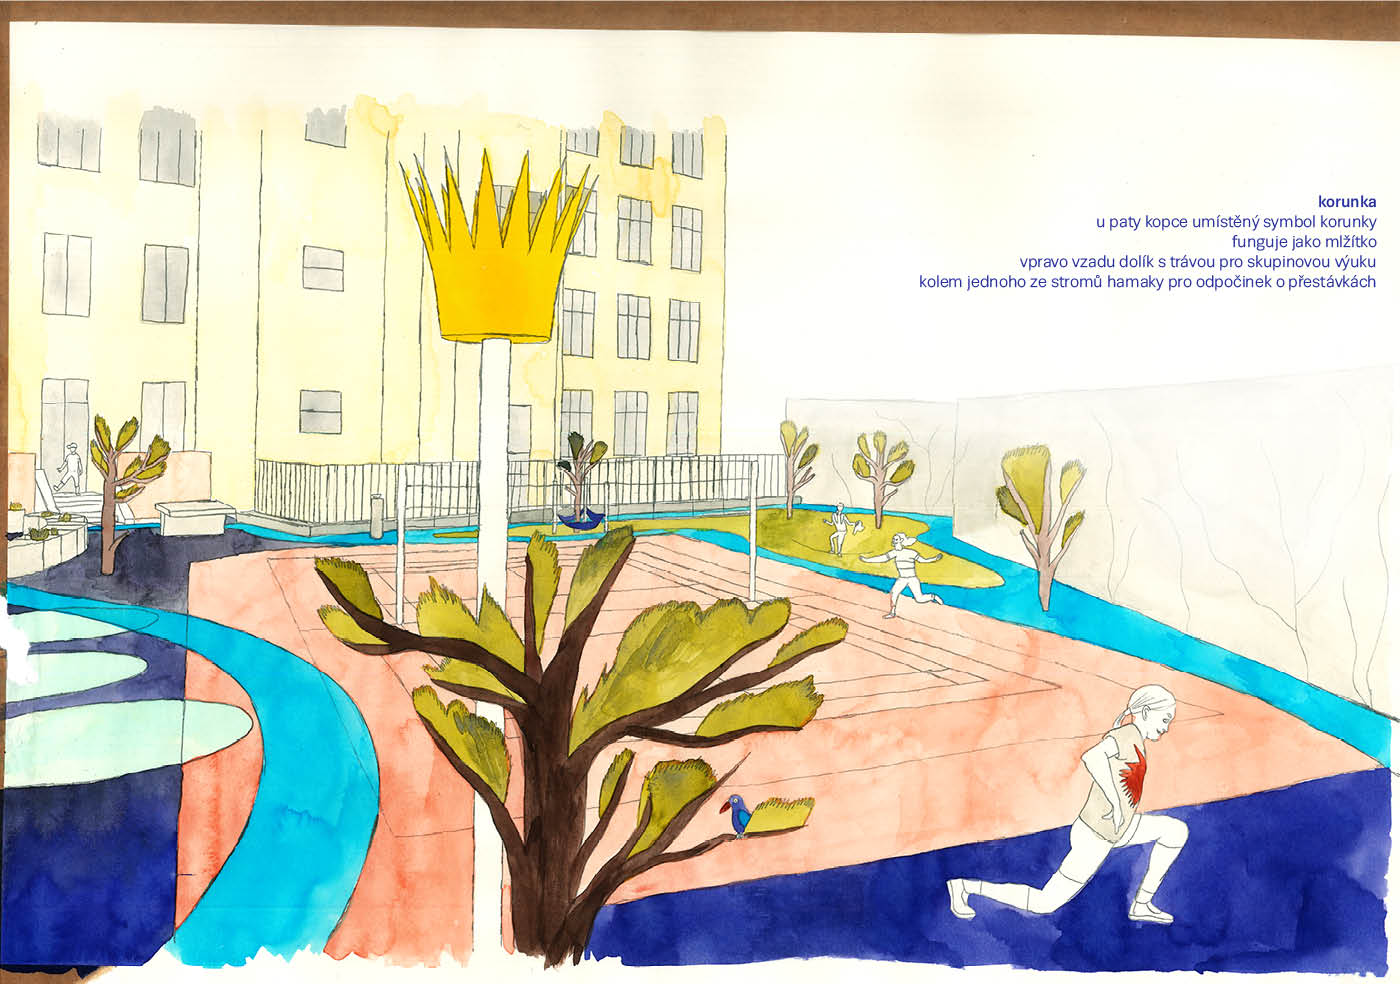 korunka
u paty kopce umístěný symbol korunky
funguje jako mlžítko
vpravo vzadu dolík s trávou pro skupinovou výuku
kolem jednoho ze stromů hamaky pro odpočinek o přestávkách